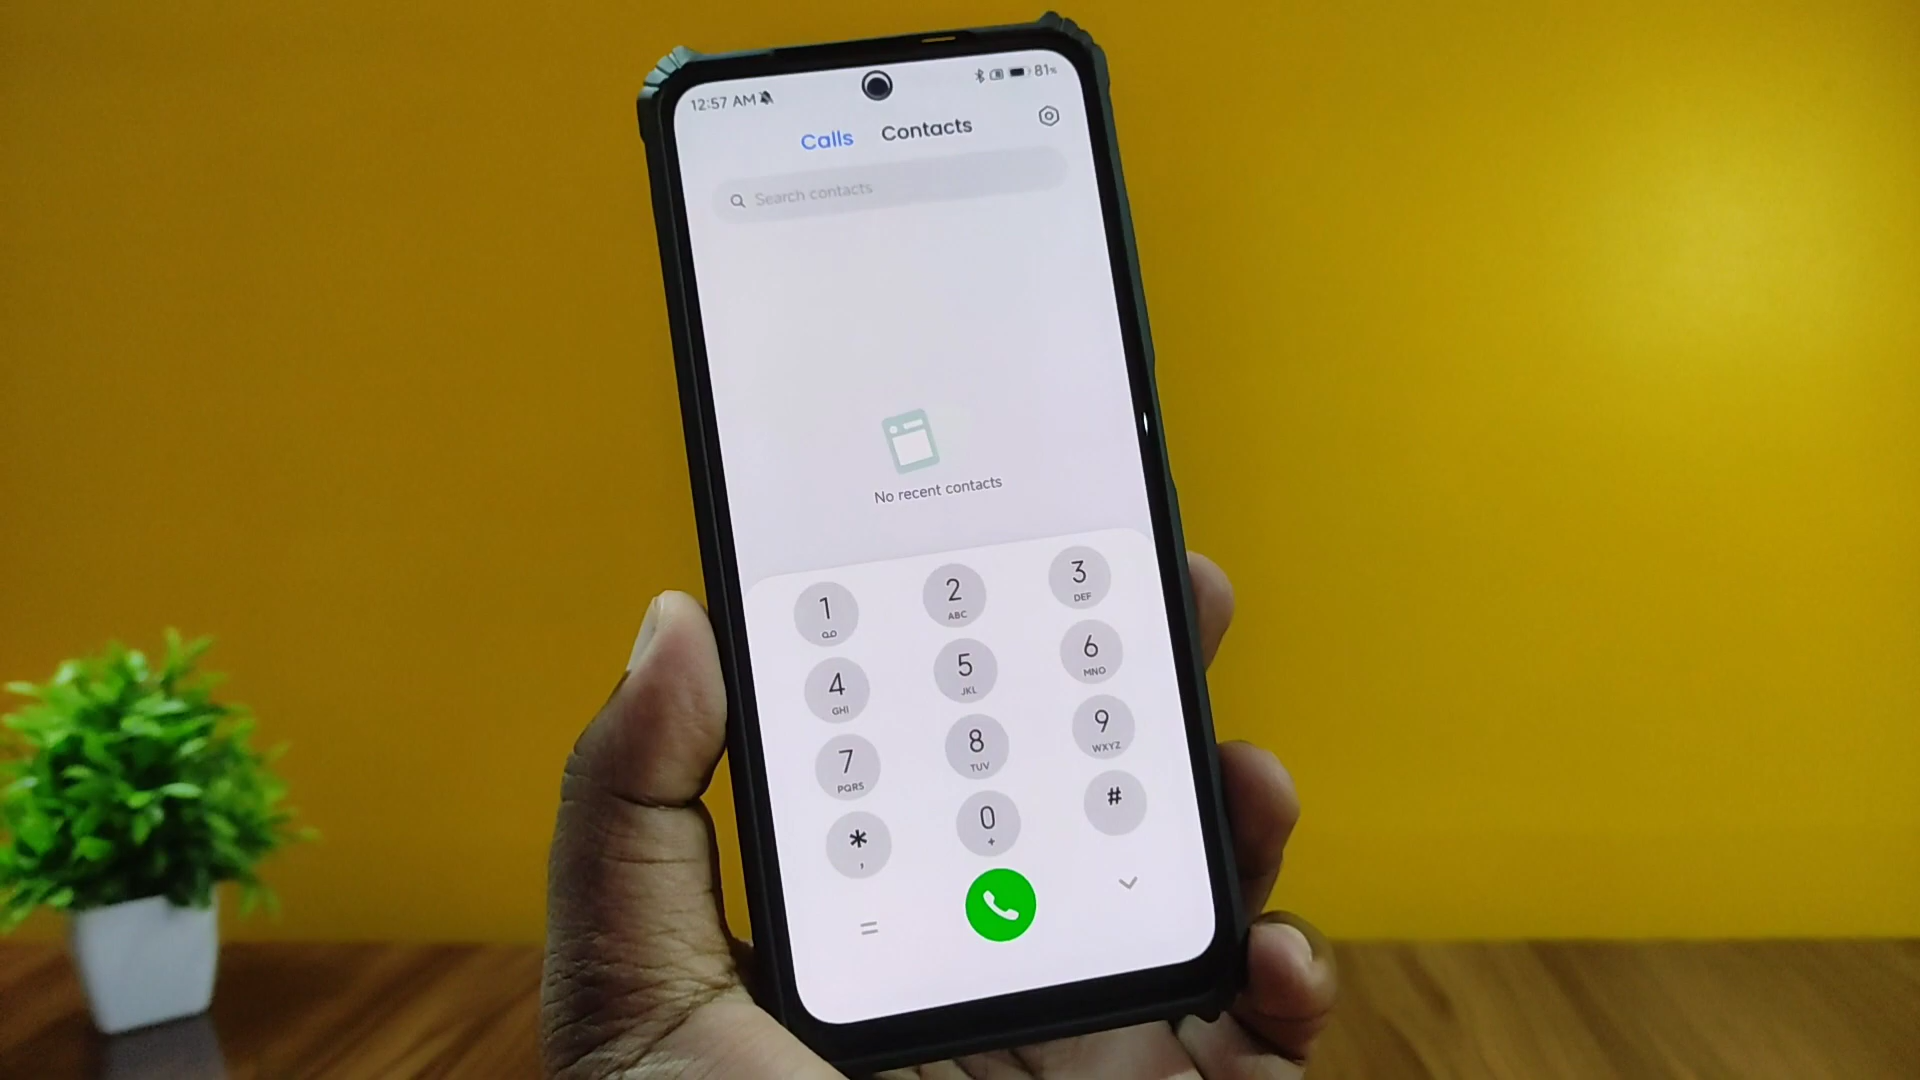 12:57 AM 81%
Calls Contacts
Search contacts
No recent contacts
1 2 3
ABC DEF
4 5 6
GHI JKL MNO
7 8 9
PQRS TUV WXYZ
* 0 #
, +
=